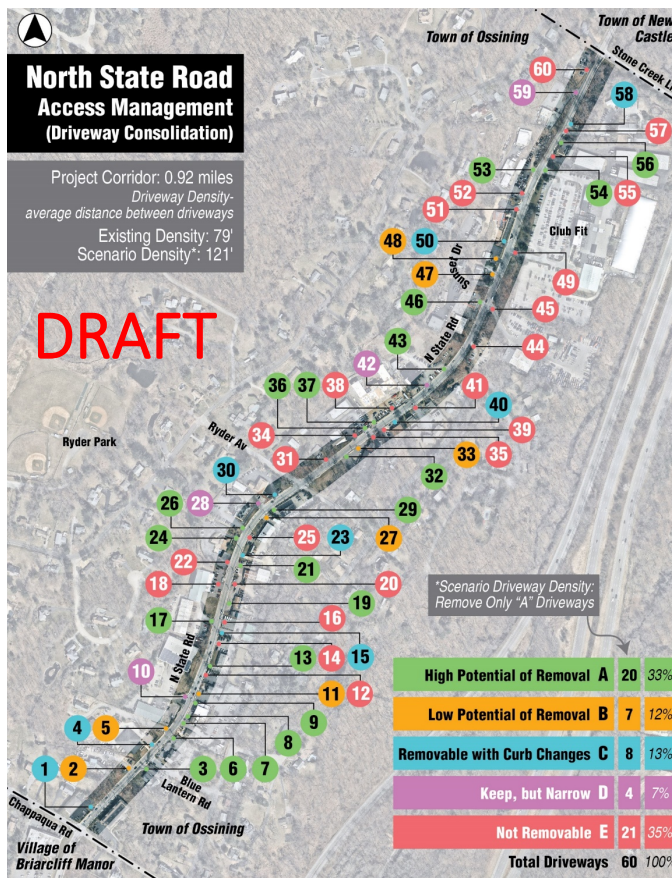 Town of New
Castle
Town of Ossining
Stone Creek L
North State Road
Access Management
(Driveway Consolidation)
Project Corridor: 0.92 miles
Driveway Density-
average distance between driveways
Existing Density: 79'
Scenario Density*: 121'
DRAFT
60
59
58
57
56
53
54 55
52
51
Club Fit
48 50
Sunset Dr
47
49
46
45
N State Rd
43
44
42
36 37 38
41
40
34
39
Ryder Park
Ryder Av
31
33 35
30
32
26 28
29
24
25 23 27
22
21
18
20
*Scenario Driveway Density:
Remove Only "A" Driveways
19
17
16
N State Rd
13 14 15
10
11 12
9
4 5
8
1 2
3 6 7
Blue
Lantern Rd
Chappaqua Rd
Town of Ossining
Village of
Briarcliff Manor
High Potential of Removal A 20 33%
Low Potential of Removal B 7 12%
Removable with Curb Changes C 8 13%
Keep, but Narrow D 4 7%
Not Removable E 21 35%
Total Driveways 60 100%